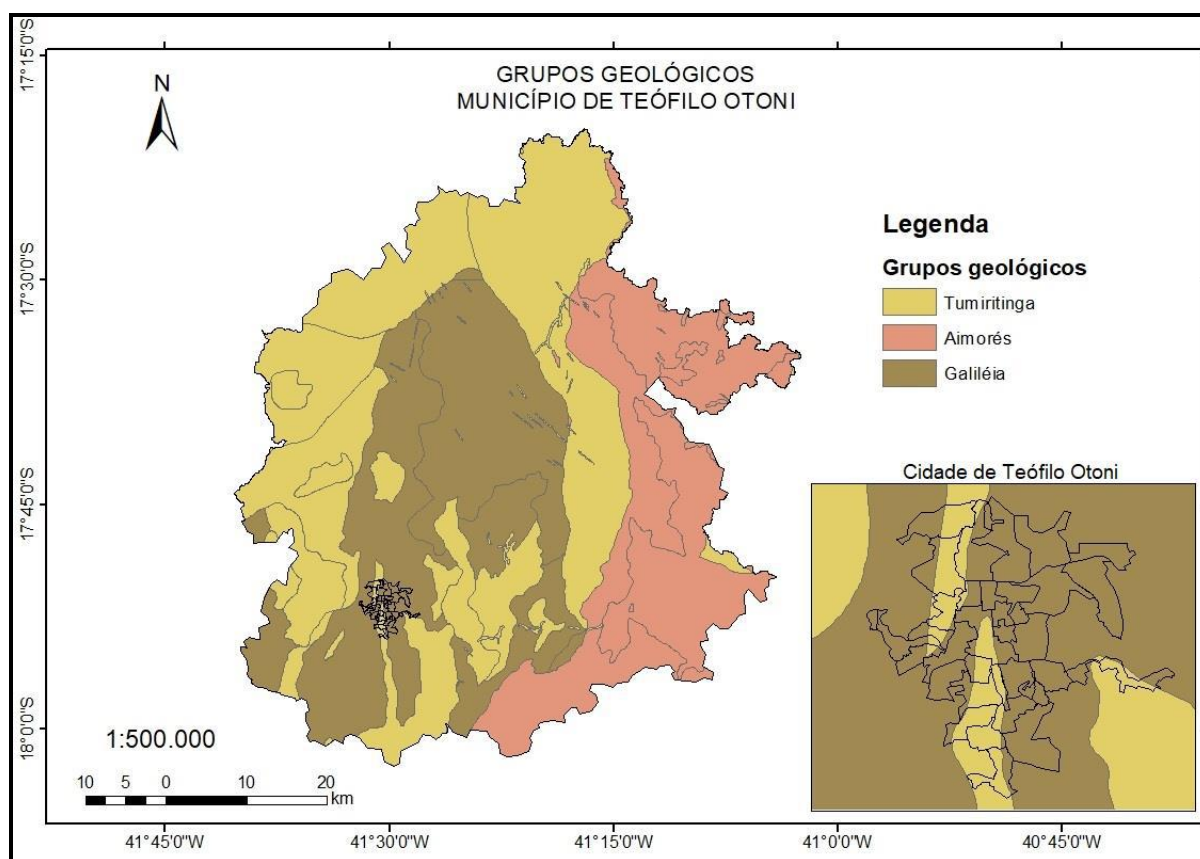 GRUPOS GEOLÓGICOS
MUNICÍPIO DE TEÓFILO OTONI
N
Legenda
Grupos geológicos
Tumiritinga
Aimorés
Galiléia
Cidade de Teófilo Otoni
17°15'0"S
17°30'0"S
17°45'0"S
18°0'0"S
1:500.000
10 5 0 10 20
km
41°45'0"W 41°30'0"W 41°15'0"W 41°0'0"W 40°45'0"W